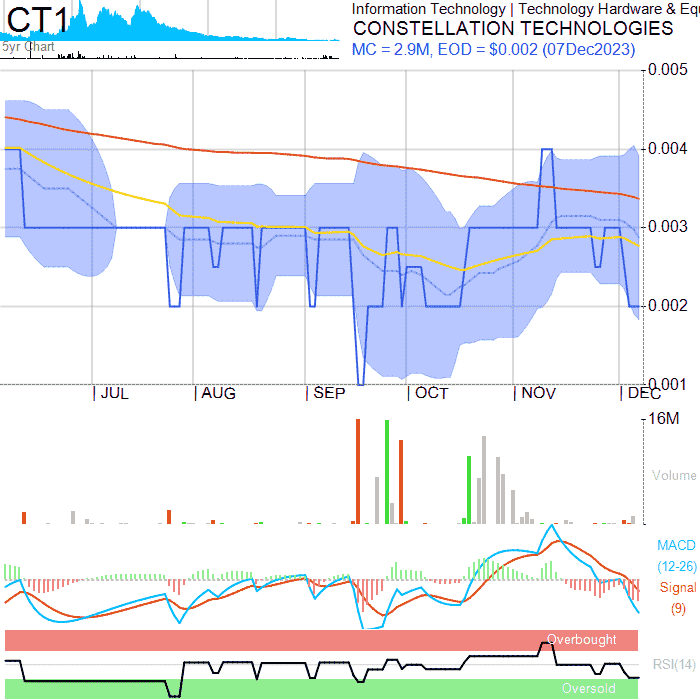 CT1
5yr Chart
Information Technology | Technology Hardware & Equ
CONSTELLATION TECHNOLOGIES
MC = 2.9M, EOD = $0.002 (07Dec2023)
0.005
0.004
0.003
0.002
0.001
JUL
AUG
SEP
OCT
NOV
DEC
16M
Volume
MACD
(12-26)
Signal
(9)
Overbought
RSI(14)
Oversold